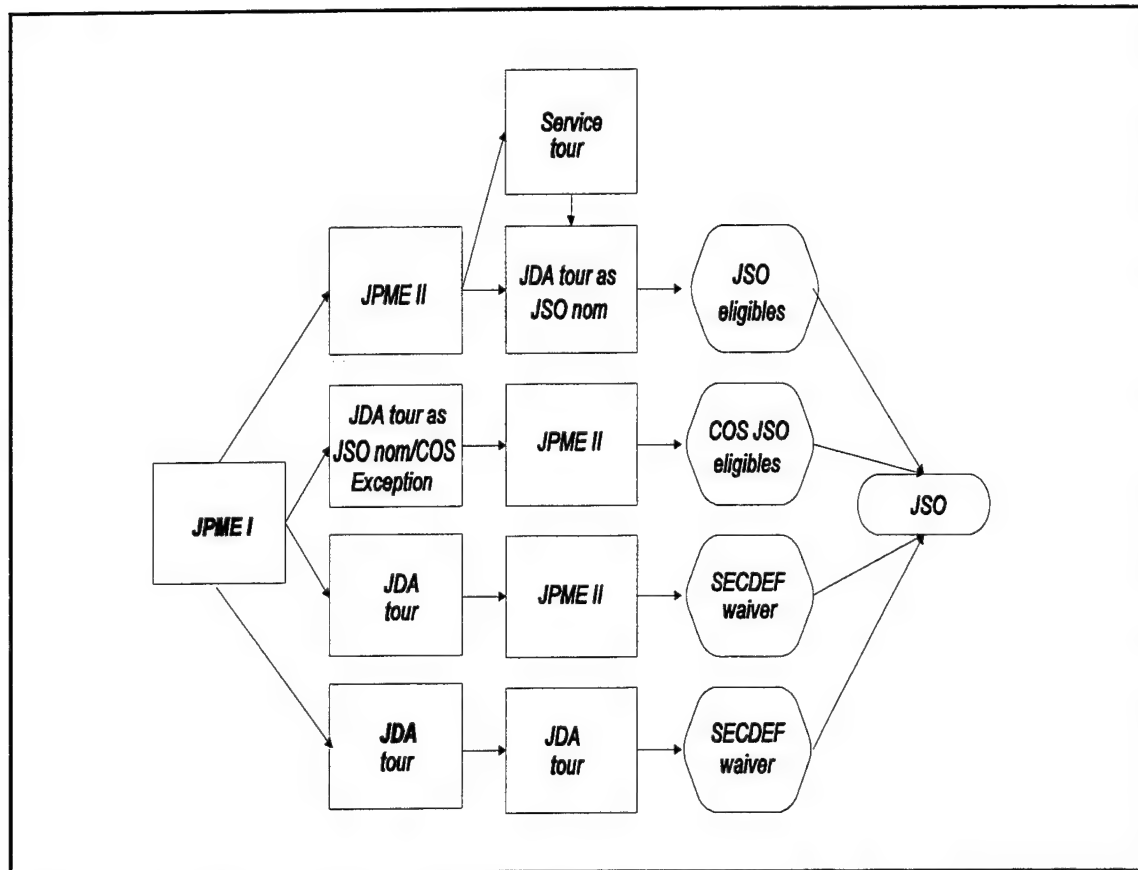 Service
tour
JPME II
JDA tour as
JSO nom
JSO
eligibles
JDA tour as
JSO nom/COS
Exception
JPME II
COS JSO
eligibles
JPME I
JSO
JDA
tour
JPME II
SECDEF
waiver
JDA
tour
JDA
tour
SECDEF
waiver